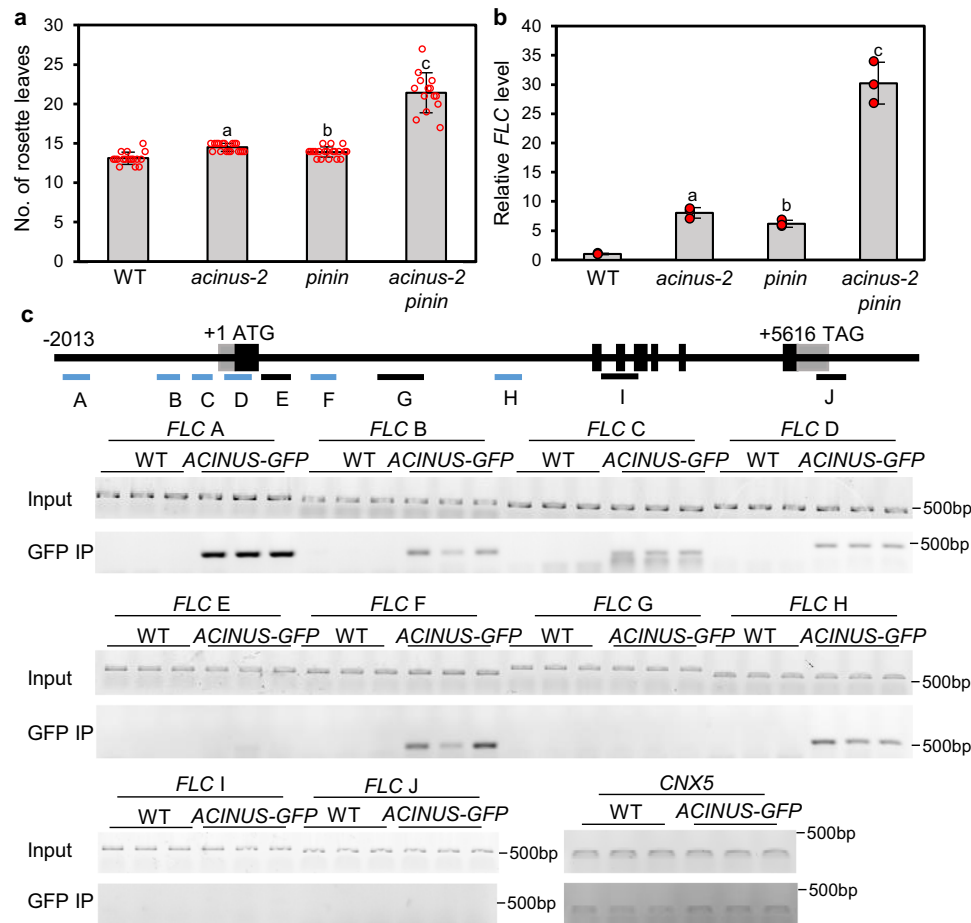 a
No. of rosette leaves
30
25
20
15
10
5
0
a
b
c
WT
acinus-2
pinin
acinus-2
pinin
b
Relative FLC level
40
35
30
25
20
15
10
5
0
a
b
c
WT
acinus-2
pinin
acinus-2
pinin
c
-2013
+1 ATG
+5616 TAG
A
B
C
D
E
F
G
H
I
J
FLC A
FLC B
FLC C
FLC D
WT
ACINUS-GFP
WT
ACINUS-GFP
WT
ACINUS-GFP
WT
ACINUS-GFP
Input
500bp
GFP IP
500bp
FLC E
FLC F
FLC G
FLC H
WT
ACINUS-GFP
WT
ACINUS-GFP
WT
ACINUS-GFP
WT
ACINUS-GFP
Input
500bp
GFP IP
500bp
FLC I
FLC J
CNX5
WT
ACINUS-GFP
WT
ACINUS-GFP
WT
ACINUS-GFP
Input
500bp
500bp
GFP IP
500bp
500bp